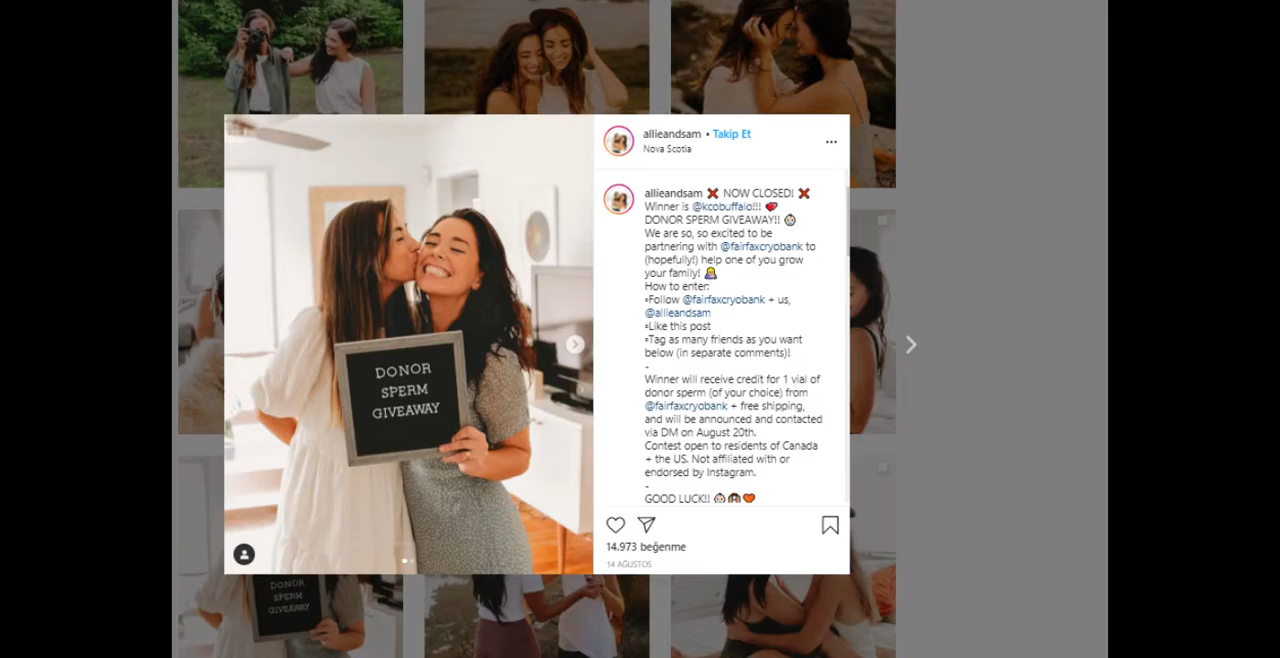 allieandsam • Takip Et
Nova Scotia
allieandsam ❌ NOW CLOSED! ❌
Winner is @kcobuffalo!!!
DONOR SPERM GIVEAWAY!!
We are so, so excited to be
partnering with @fairfaxcryobank to
(hopefully!) help one of you grow
your family!
How to enter:
▫Follow @fairfaxcryobank + us,
@allieandsam
▫Like this post
▫Tag as many friends as you want
below (in separate comments)!
-
Winner will receive credit for 1 vial of
donor sperm (of your choice) from
@fairfaxcryobank + free shipping,
and will be announced and contacted
via DM on August 20th.
Contest open to residents of Canada
+ the US. Not affiliated with or
endorsed by Instagram.
-
GOOD LUCK!!
14.973 beğenme
14 AĞUSTOS
DONOR
SPERM
GIVEAWAY
DONOR
SPERM
GIVEAWAY